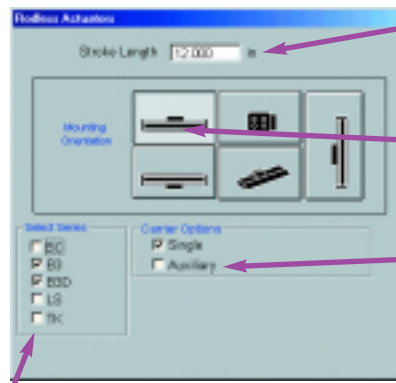 Rodless Actuators
Stroke Length 12.000 in
Mounting
Orientation
Select Series
BC
B3
B3D
LS
TK
Carrier Options
Single
Auxiliary